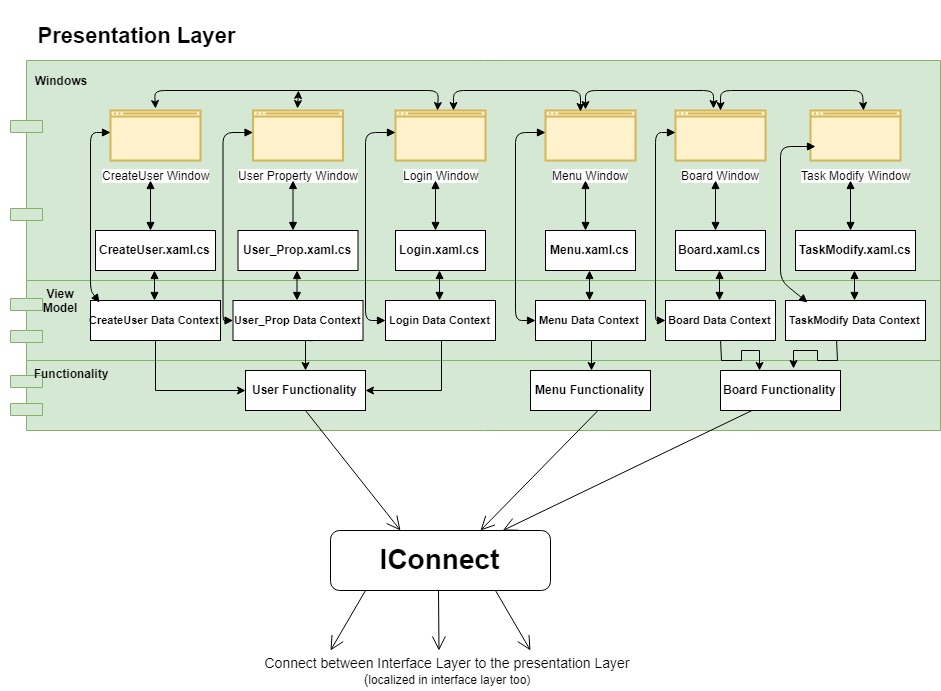 Presentation Layer
Windows
CreateUser Window
User Property Window
Login Window
Menu Window
Board Window
Task Modify Window
CreateUser.xaml.cs
User_Prop.xaml.cs
Login.xaml.cs
Menu.xaml.cs
Board.xaml.cs
TaskModify.xaml.cs
View
Model
CreateUser Data Context
User_Prop Data Context
Login Data Context
Menu Data Context
Board Data Context
TaskModify Data Context
Functionality
User Functionality
Menu Functionality
Board Functionality
IConnect
Connect between Interface Layer to the presentation Layer
(localized in interface layer too)